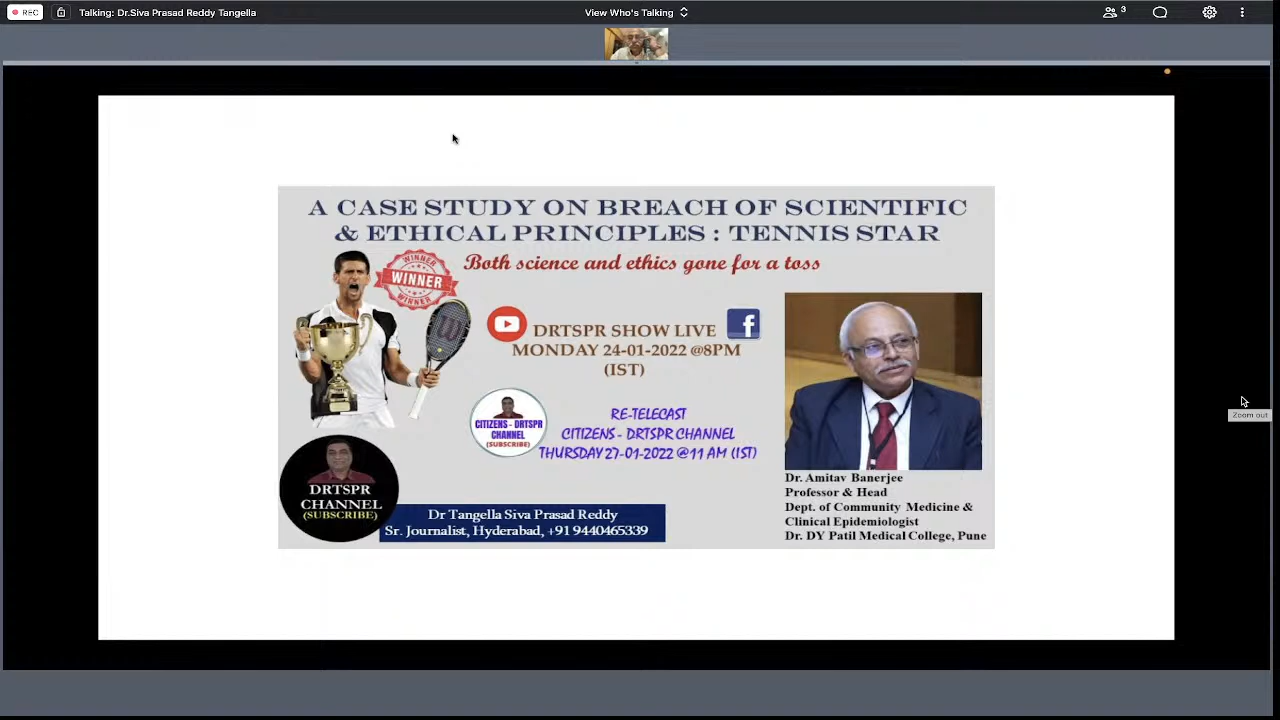 REC
Talking: Dr.Siva Prasad Reddy Tangella
View Who's Talking
3
A CASE STUDY ON BREACH OF SCIENTIFIC
& ETHICAL PRINCIPLES : TENNIS STAR
Both science and ethics gone for a toss
WINNER
WINNER
WINNER
DRTSPR SHOW LIVE
MONDAY 24-01-2022 @8PM
(IST)
CITIZENS - DRTSPR
CHANNEL
(SUBSCRIBE)
RE-TELECAST
CITIZENS - DRTSPR CHANNEL
THURSDAY 27-01-2022 @11 AM (IST)
DRTSPR
CHANNEL
(SUBSCRIBE)
Dr Tangella Siva Prasad Reddy
Sr. Journalist, Hyderabad, +91 9440465339
Dr. Amitav Banerjee
Professor & Head
Dept. of Community Medicine &
Clinical Epidemiologist
Dr. DY Patil Medical College, Pune
Zoom out